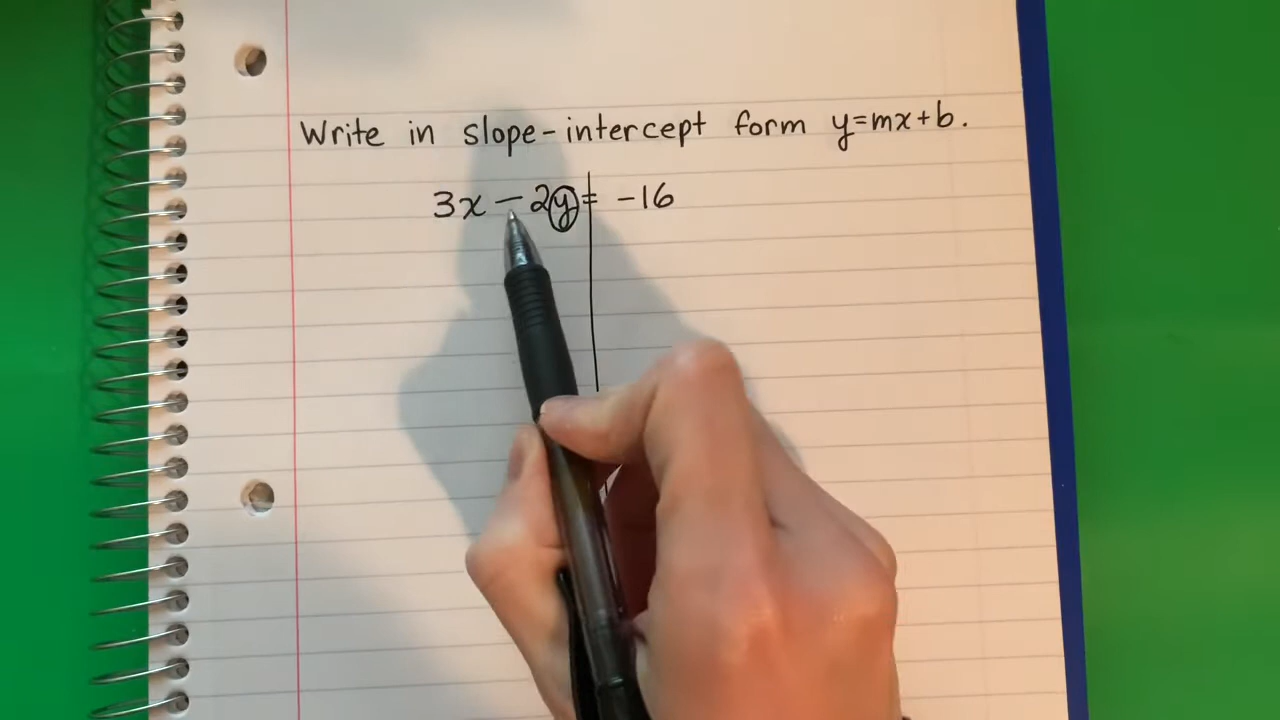 Write in slope-intercept form y=mx+b.
3x - 2y = -16